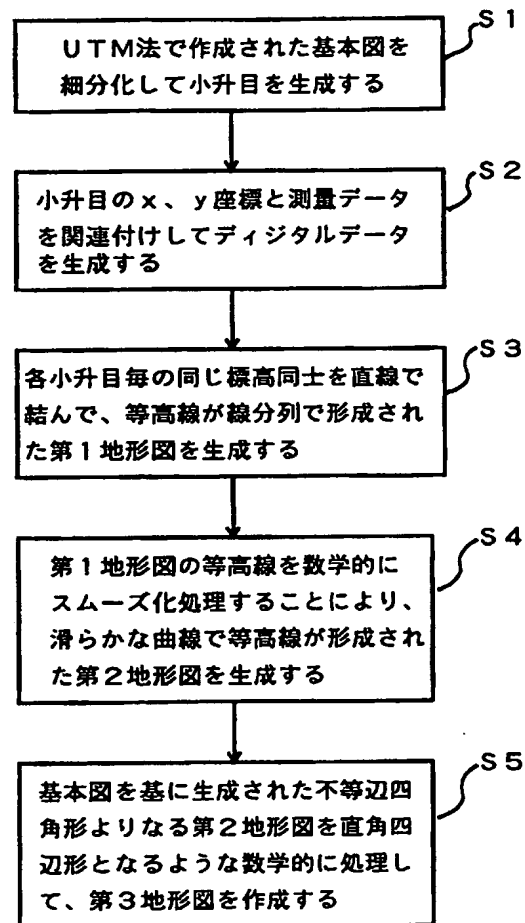 S1
UTM法で作成された基本図を
細分化して小升目を生成する
S2
小升目のx、y座標と測量データ
を関連付けしてディジタルデータ
を生成する
S3
各小升目毎の同じ標高同士を直線で
結んで、等高線が線分列で形成され
た第1地形図を生成する
S4
第1地形図の等高線を数学的に
スムーズ化処理することにより、
滑らかな曲線で等高線が形成され
た第2地形図を生成する
S5
基本図を基に生成された不等辺四
角形よりなる第2地形図を直角四
辺形となるような数学的に処理し
て、第3地形図を作成する